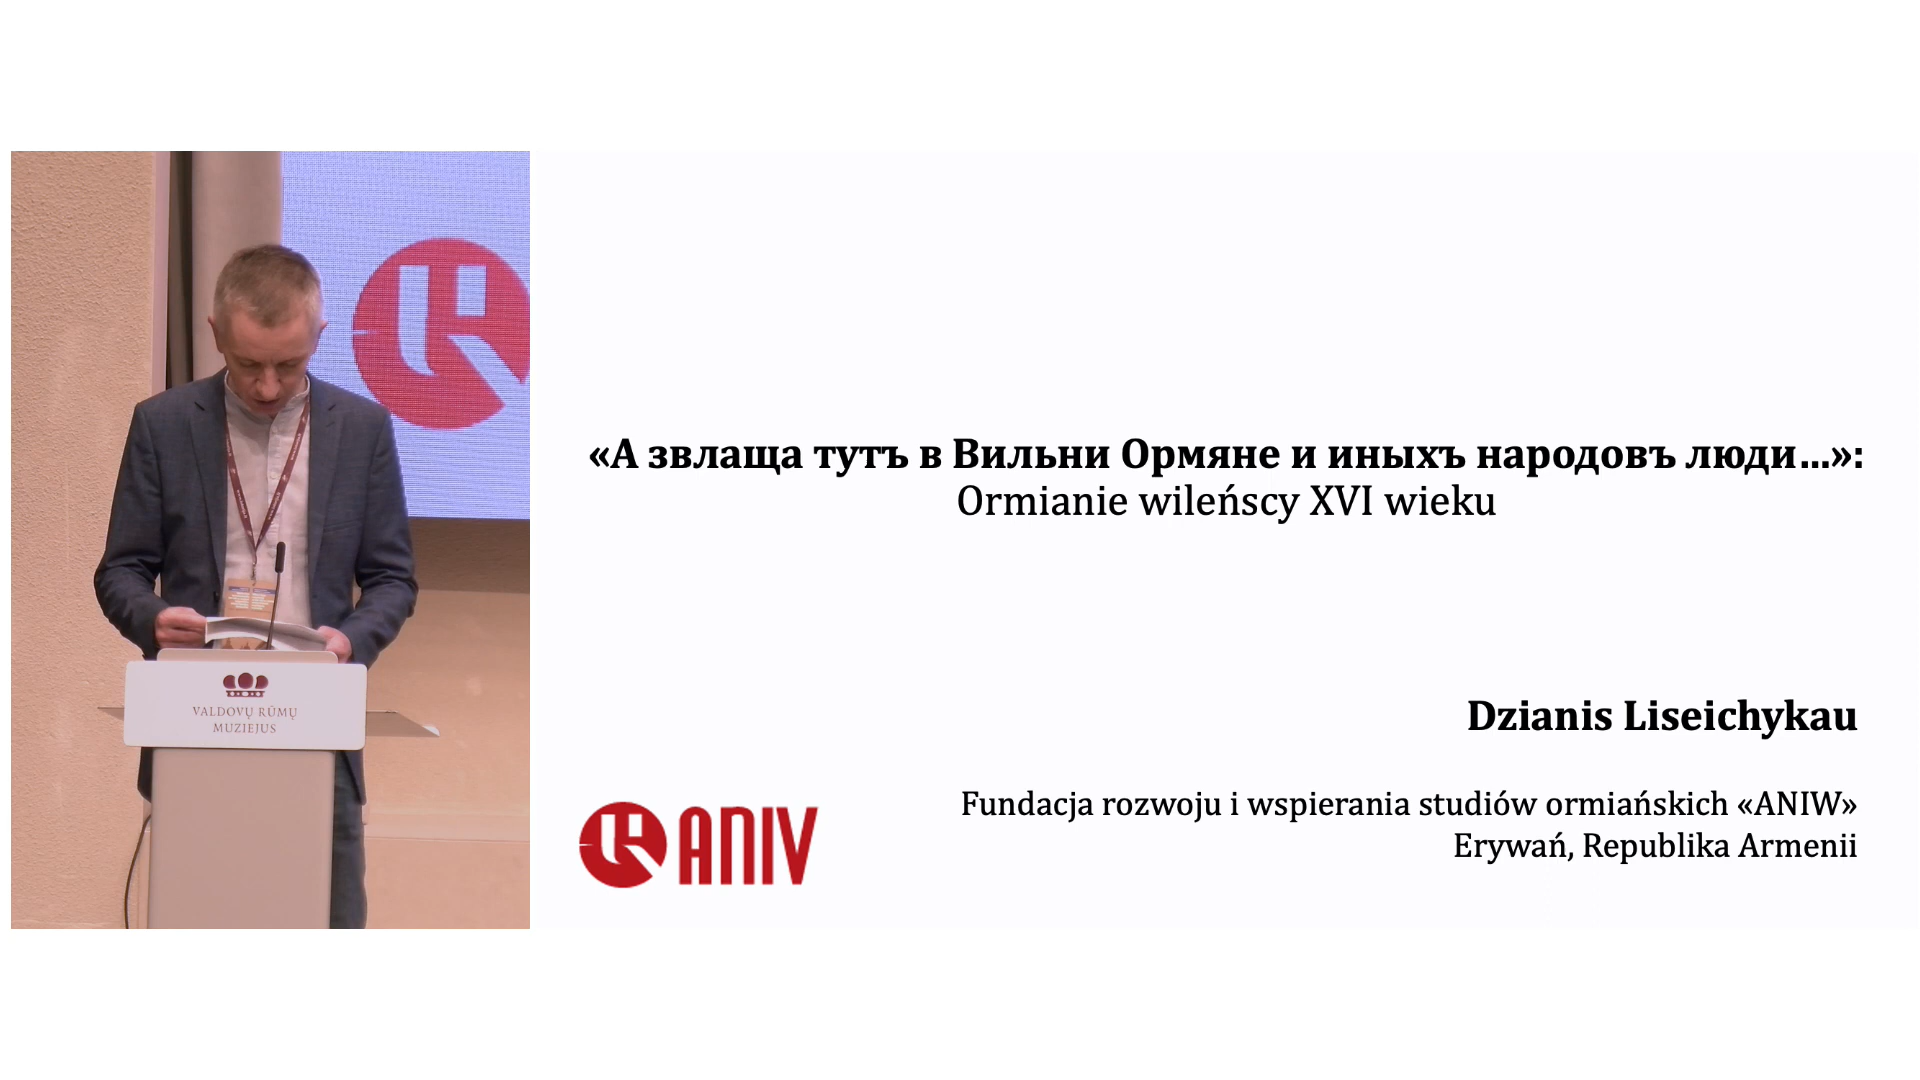 «А звлаща тутъ в Вильни Ормяне и иныхъ народовъ люди...»:
Ormianie wileńscy XVI wieku
Dzianis Liseichykau
Fundacja rozwoju i wspierania studiów ormiańskich «ANIW»
Erywań, Republika Armenii
ANIV
VALDOVŲ RŪMŲ
MUZIEJUS